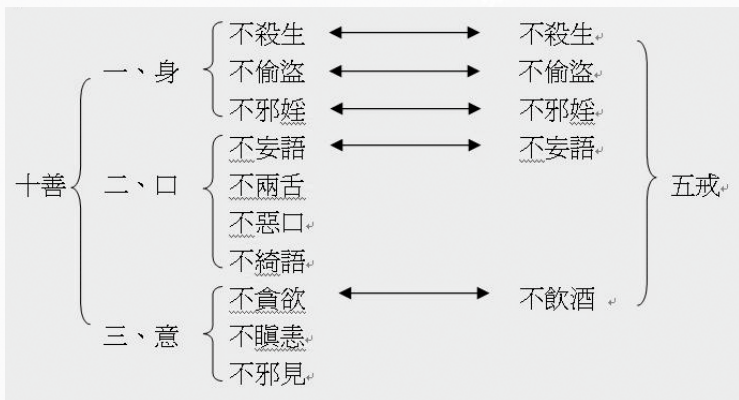 不殺生 不殺生
一、身 不偷盜 不偷盜
不邪婬 不邪婬
不妄語 不妄語
十善 二、口 不兩舌 五戒
不惡口
不綺語
不貪欲 不飲酒
三、意 不瞋恚
不邪見